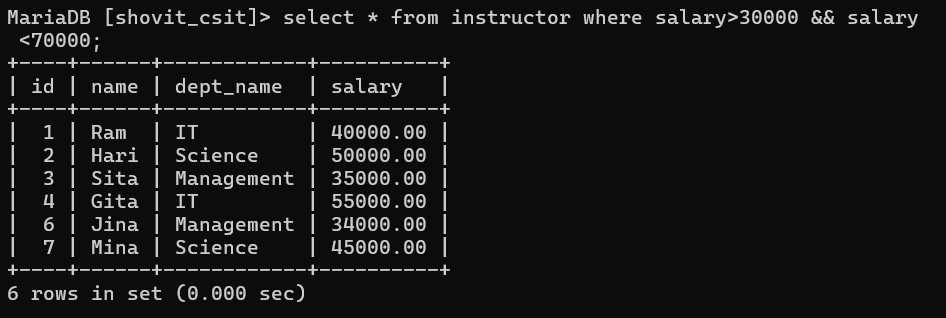 MariaDB [shovit_csit]> select * from instructor where salary>30000 && salary
 <70000;
+----+------+------------+----------+
| id | name | dept_name  | salary   |
+----+------+------------+----------+
|  1 | Ram  | IT         | 40000.00 |
|  2 | Hari | Science    | 50000.00 |
|  3 | Sita | Management | 35000.00 |
|  4 | Gita | IT         | 55000.00 |
|  6 | Jina | Management | 34000.00 |
|  7 | Mina | Science    | 45000.00 |
+----+------+------------+----------+
6 rows in set (0.000 sec)